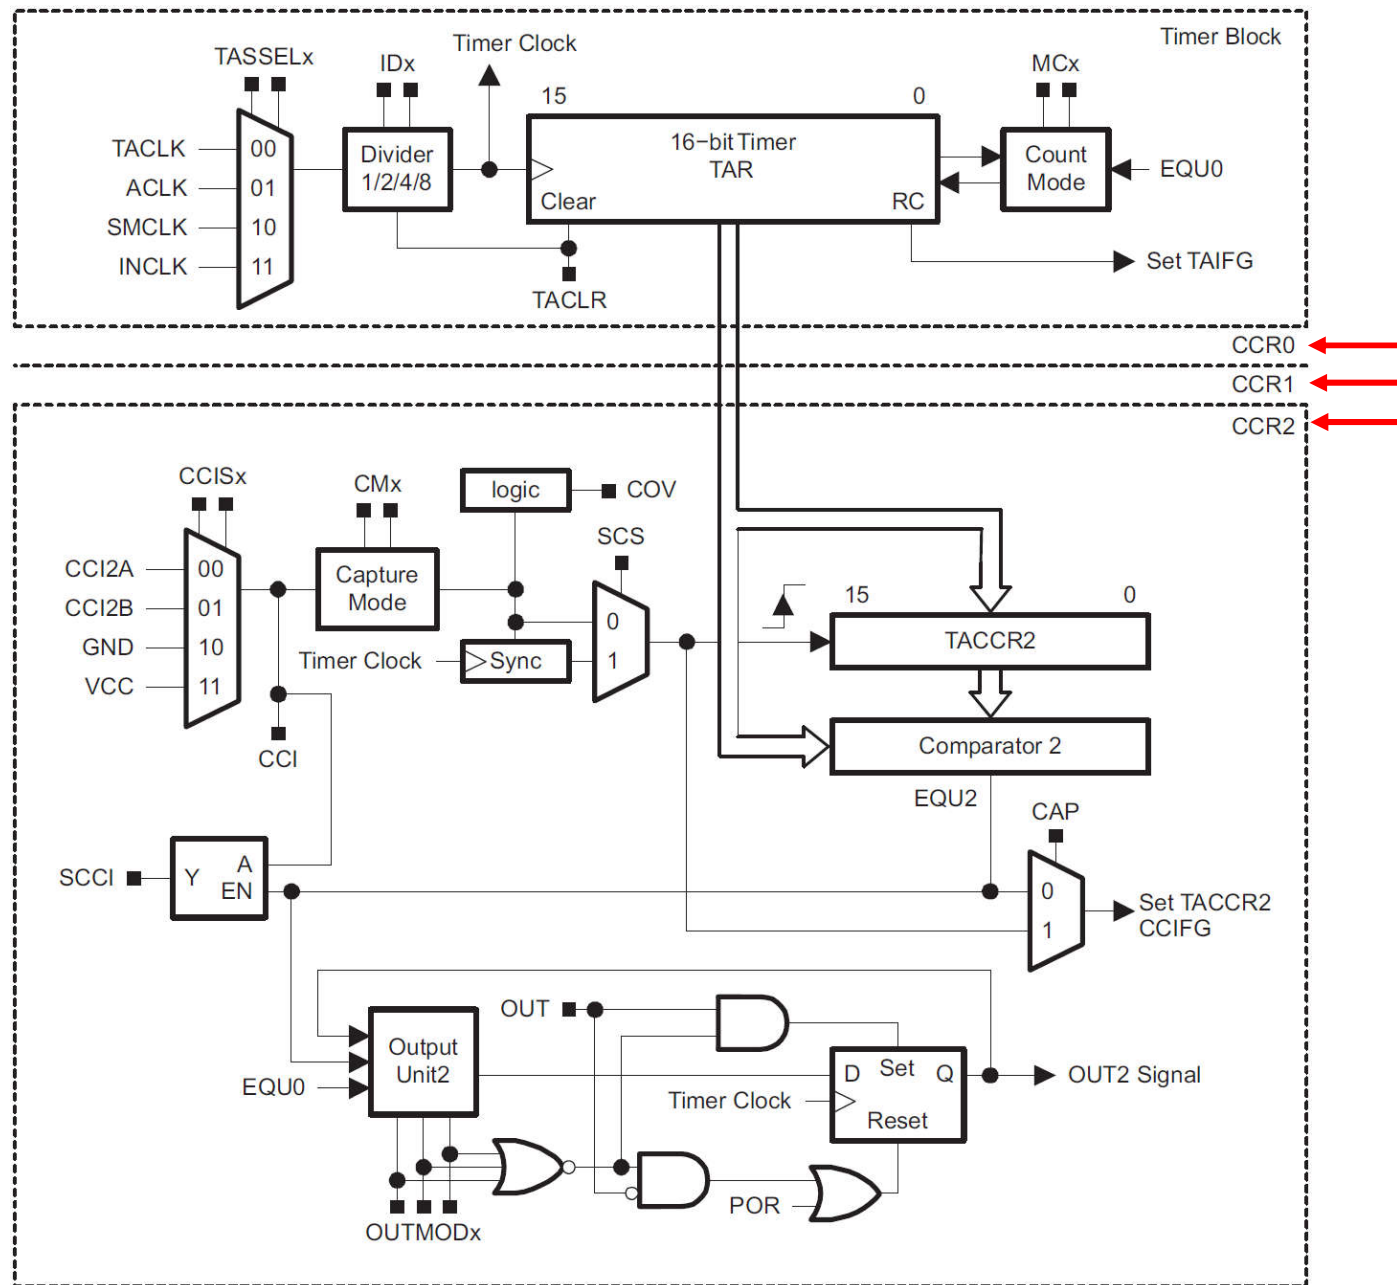 Timer Block
Timer Clock
TASSELx
IDx
MCx
15
0
TACLK
ACLK
SMCLK
INCLK
00
01
10
11
Divider
1/2/4/8
16−bit Timer
TAR
Clear
RC
Count
Mode
EQU0
Set TAIFG
TACLR
CCR0
CCR1
CCR2
CCISx
CMx
logic
COV
SCS
CCI2A
CCI2B
GND
VCC
00
01
10
11
Capture
Mode
Timer Clock
Sync
0
1
15
0
TACCR2
Comparator 2
CCI
EQU2
CAP
SCCI
Y
A
EN
0
1
Set TACCR2
CCIFG
OUT
Output
Unit2
EQU0
D
Set
Q
Reset
Timer Clock
OUT2 Signal
POR
OUTMODx